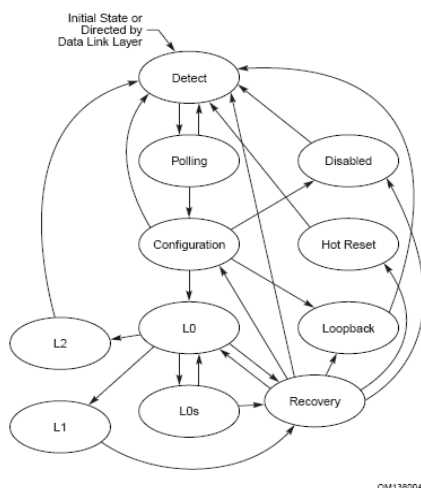 Initial State or
Directed by
Data Link Layer
Detect
Polling
Disabled
Configuration
Hot Reset
L0
Loopback
L2
L0s
Recovery
L1
OM13800A